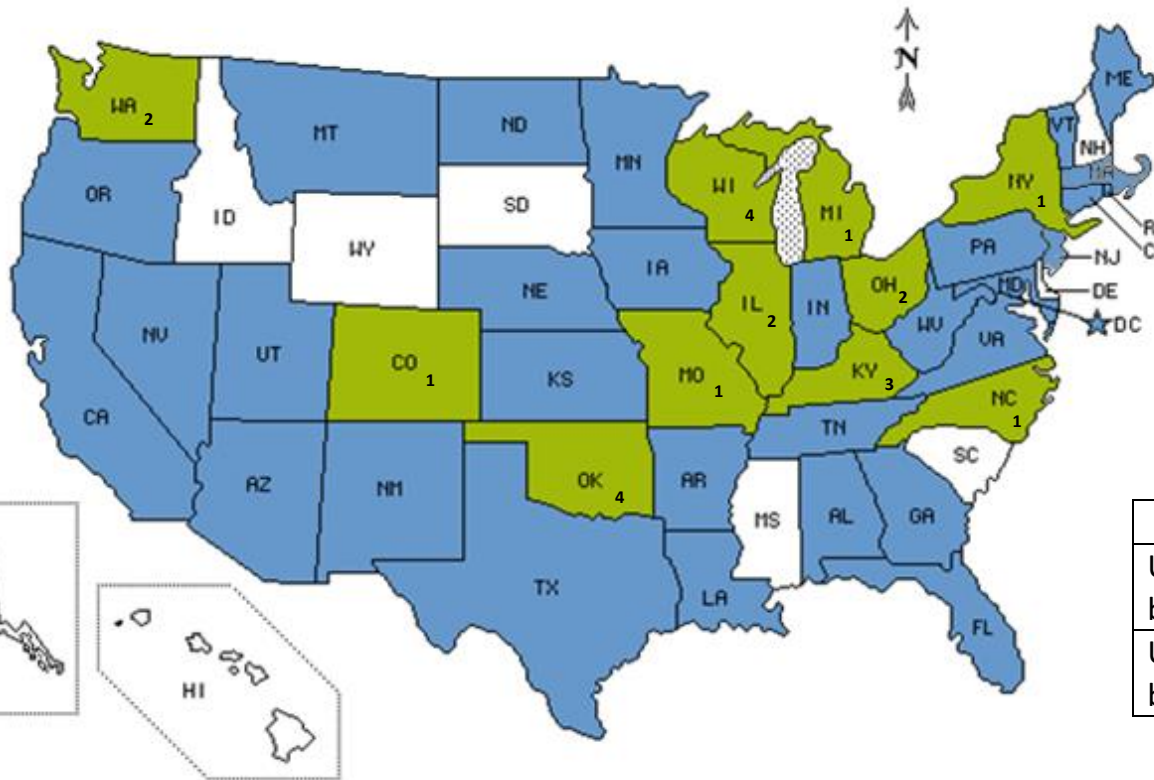 N
WA 2
MT
ND
MN
ME
VT
NH
MA
OR
ID
SD
WI 4
MI 1
NY 1
R
C
WY
IA
PA
NJ
NE
IL 2
IN
OH 2
MD
DE
DC
NV
UT
CO 1
KS
MO 1
KY 3
WV
VA
CA
NC 1
TN
AZ
NM
OK 4
AR
SC
MS
AL
GA
TX
LA
FL
HI
U
b
U
b